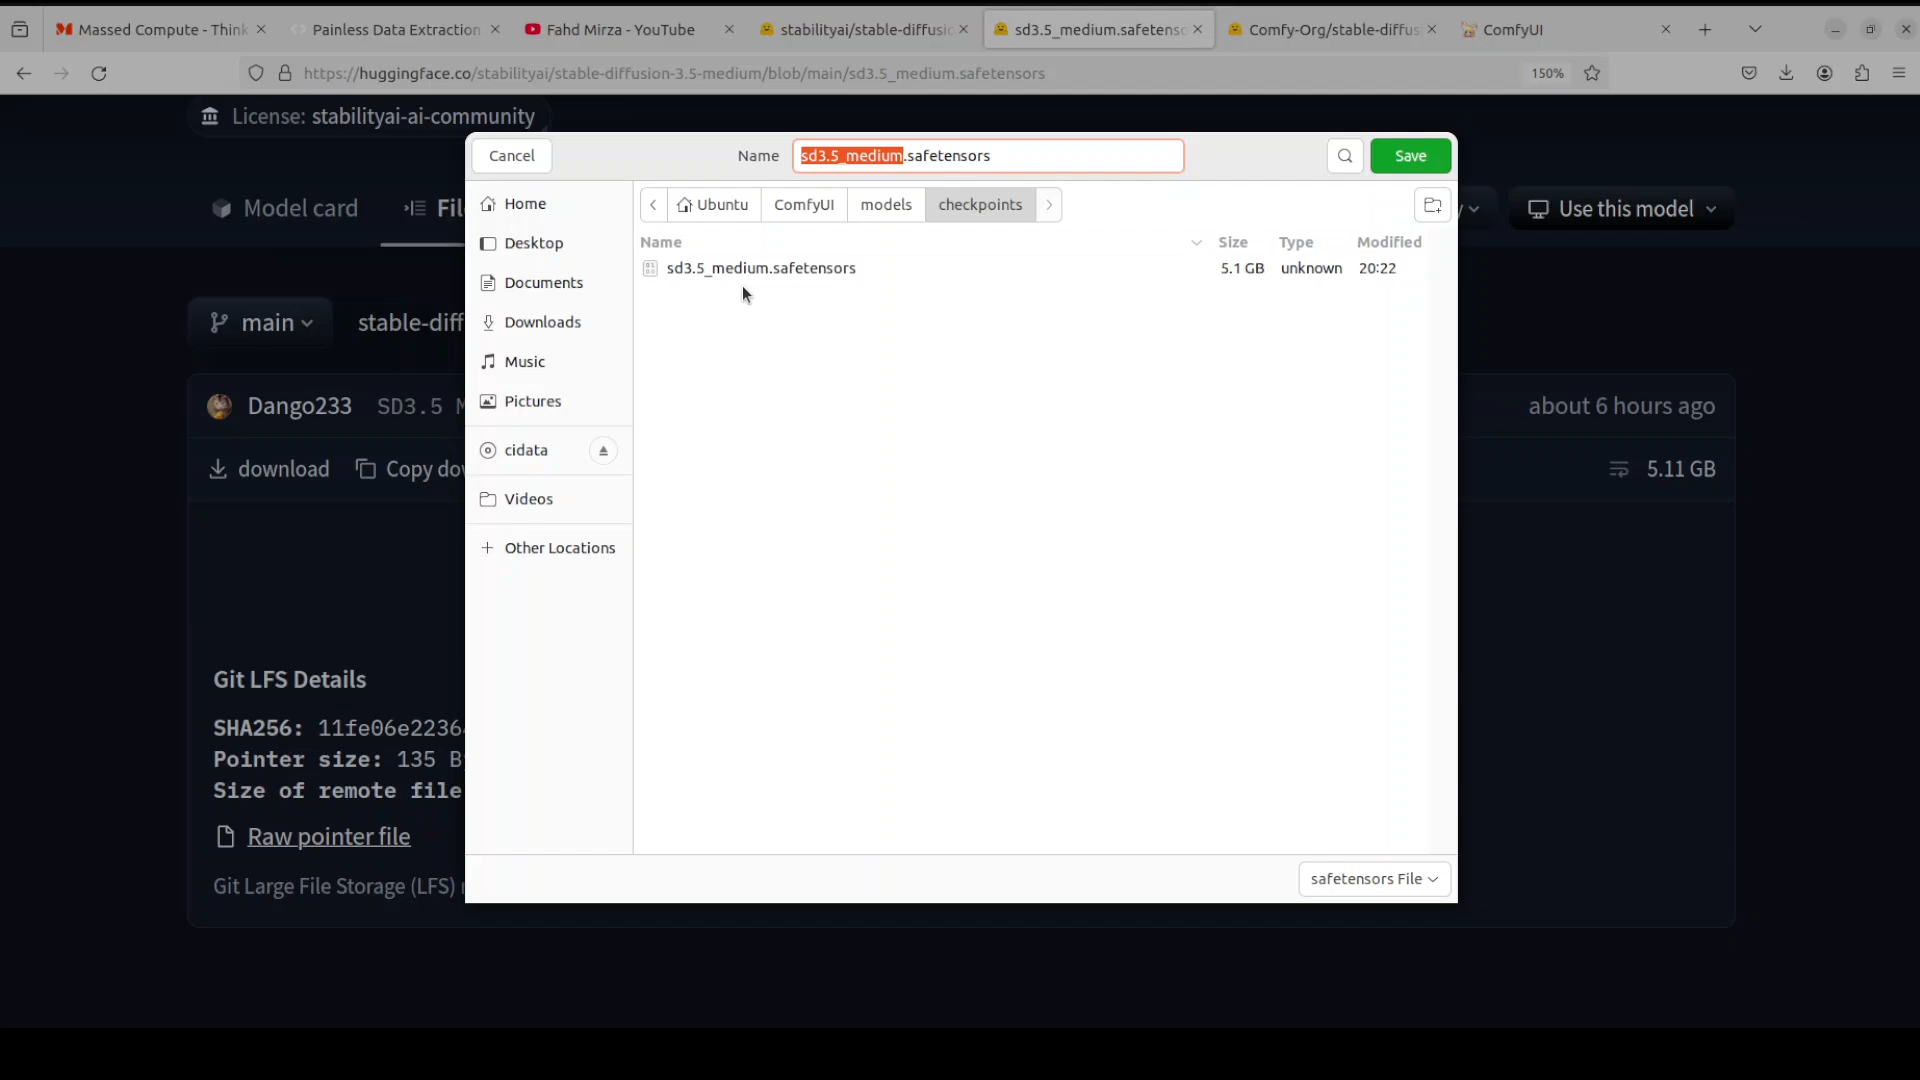 Massed Compute - Think
Painless Data Extraction
Fahd Mirza - YouTube
stabilityai/stable-diffusio
sd3.5_medium.safetenso
Comfy-Org/stable-diffus
ComfyUI
https://huggingface.co/stabilityai/stable-diffusion-3.5-medium/blob/main/sd3.5_medium.safetensors
150%
License: stabilityai-ai-community
Cancel
Name
sd3.5_medium.safetensors
Save
Model card
File
Use this model
Home
Desktop
Documents
Downloads
Music
Pictures
cidata
Videos
Other Locations
Ubuntu
ComfyUI
models
checkpoints
Name
Size
Type
Modified
sd3.5_medium.safetensors
5.1 GB
unknown
20:22
safetensors File
main
stable-diff
Dango233
SD3.5 M
about 6 hours ago
download
Copy dow
5.11 GB
Git LFS Details
SHA256: 11fe06e2236
Pointer size: 135 B
Size of remote file
Raw pointer file
Git Large File Storage (LFS)